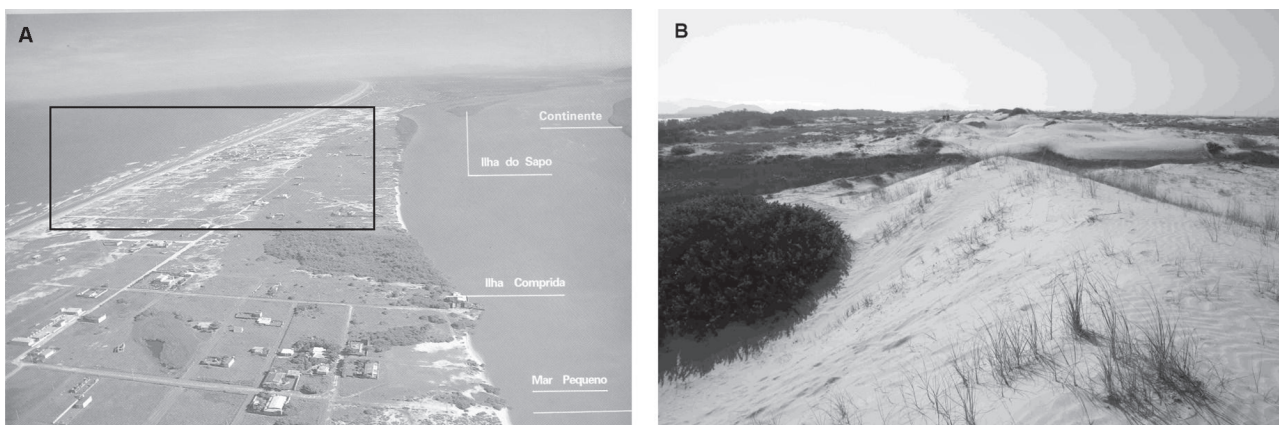 A
Continente
Ilha do Sapo
Ilha Comprida
Mar Pequeno
B